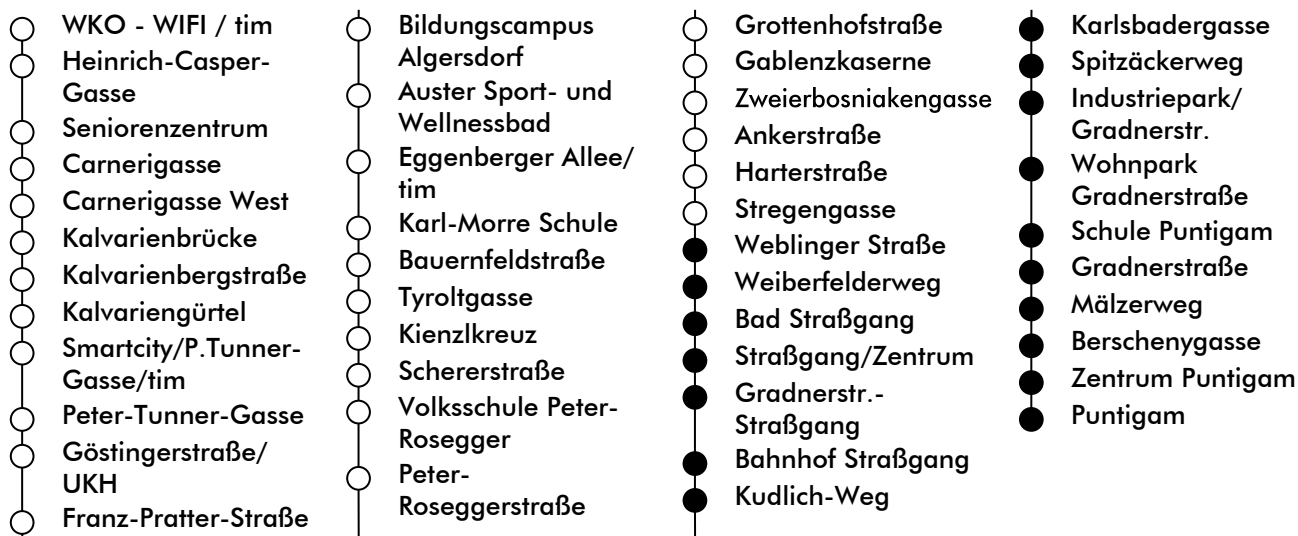 WKO - WIFI / tim
Heinrich-Casper-
Gasse
Seniorenzentrum
Carnerigasse
Carnerigasse West
Kalvarienbrücke
Kalvarienbergstraße
Kalvariengürtel
Smartcity/P.Tunner-
Gasse/tim
Peter-Tunner-Gasse
Göstingerstraße/
UKH
Franz-Pratter-Straße
Bildungscampus
Algersdorf
Auster Sport- und
Wellnessbad
Eggenberger Allee/
tim
Karl-Morre Schule
Bauernfeldstraße
Tyroltgasse
Kienzlkreuz
Schererstraße
Volksschule Peter-
Rosegger
Peter-
Roseggerstraße
Grottenhofstraße
Gablenzkaserne
Zweierbosniakengasse
Ankerstraße
Harterstraße
Stregengasse
Weblinger Straße
Weiberfelderweg
Bad Straßgang
Straßgang/Zentrum
Gradnerstr.-
Straßgang
Bahnhof Straßgang
Kudlich-Weg
Karlsbadergasse
Spitzäckerweg
Industriepark/
Gradnerstr.
Wohnpark
Gradnerstraße
Schule Puntigam
Gradnerstraße
Mälzerweg
Berschenygasse
Zentrum Puntigam
Puntigam